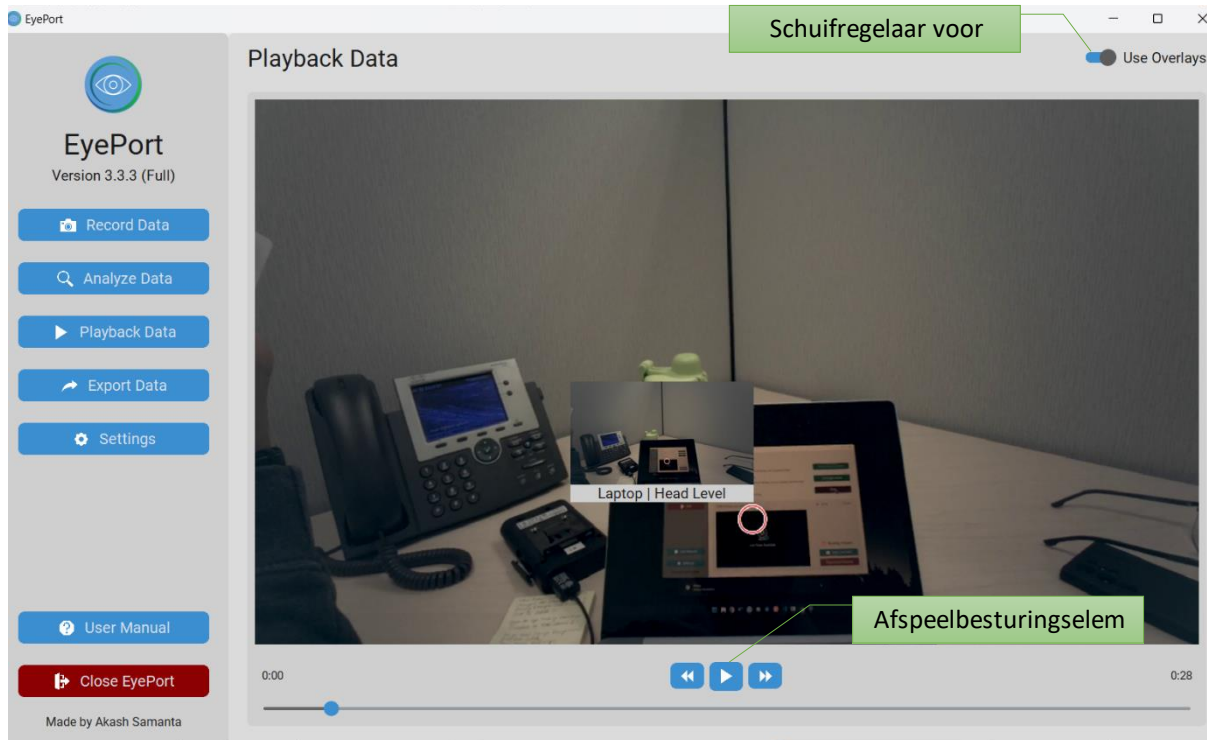 EyePort
Schuifregelaar voor
Playback Data
Use Overlays
EyePort
Version 3.3.3 (Full)
Record Data
Analyze Data
Playback Data
Export Data
Settings
Laptop | Head Level
Afspeelbesturingselem
User Manual
Close EyePort
Made by Akash Samanta
0:00
0:28